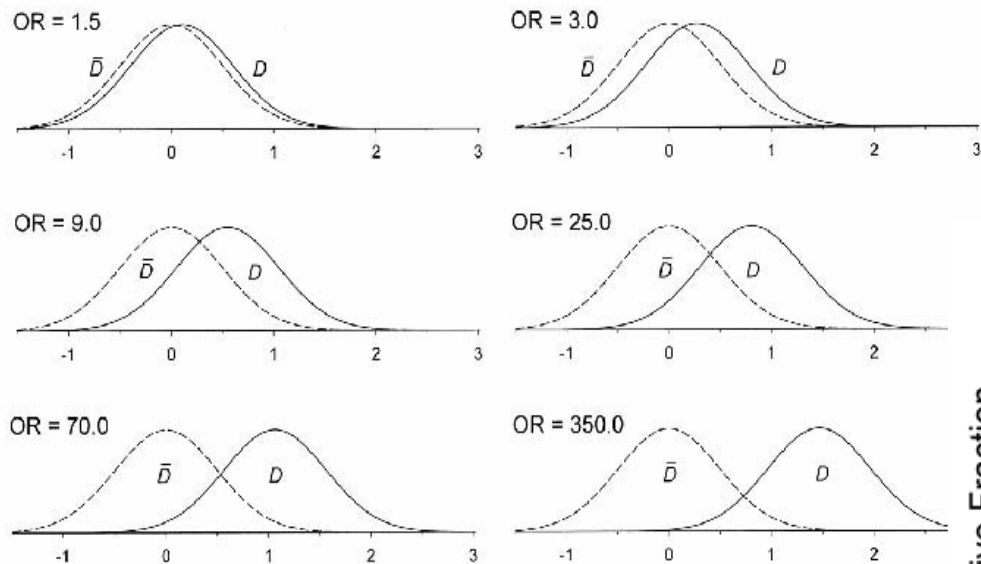 OR = 1.5
D̄
D
-1 0 1 2 3
OR = 3.0
D̄
D
-1 0 1 2 3
OR = 9.0
D̄
D
-1 0 1 2 3
OR = 25.0
D̄
D
-1 0 1 2
OR = 70.0
D̄
D
-1 0 1 2 3
OR = 350.0
D̄
D
-1 0 1 2